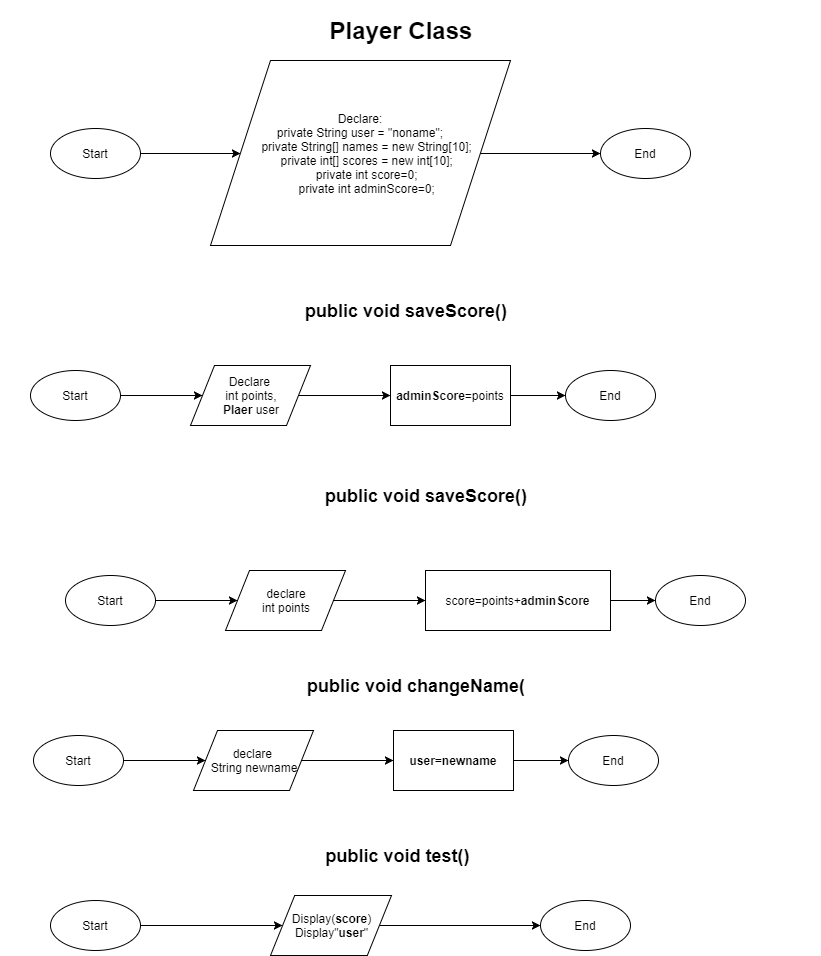 Player Class
Start
Declare:
private String user = "noname";
private String[] names = new String[10];
private int[] scores = new int[10];
private int score=0;
private int adminScore=0;
End
public void saveScore()
Start
Declare
int points,
Plaer user
adminScore=points
End
public void saveScore()
Start
declare
int points
score=points+adminScore
End
public void changeName(
Start
declare
String newname
user=newname
End
public void test()
Start
Display(score)
Display"user"
End